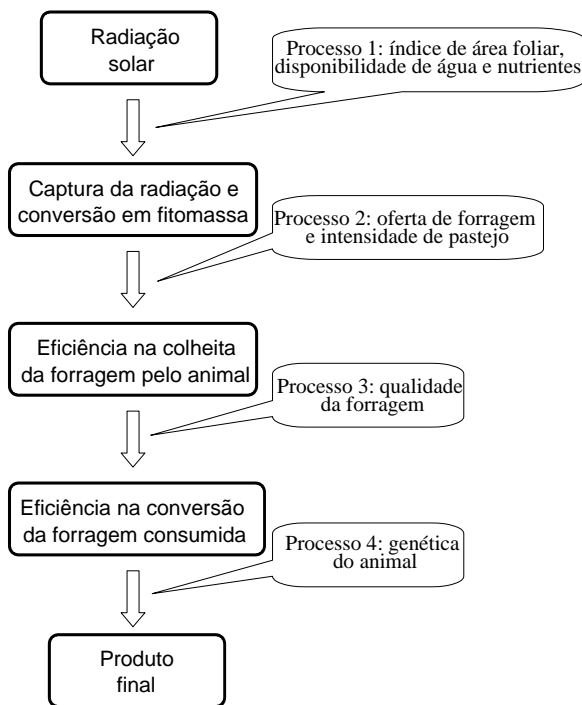 Radiação
solar
Processo 1: índice de área foliar,
disponibilidade de água e nutrientes
Captura da radiação e
conversão em fitomassa
Processo 2: oferta de forragem
e intensidade de pastejo
Eficiência na colheita
da forragem pelo animal
Processo 3: qualidade
da forragem
Eficiência na conversão
da forragem consumida
Processo 4: genética
do animal
Produto
final